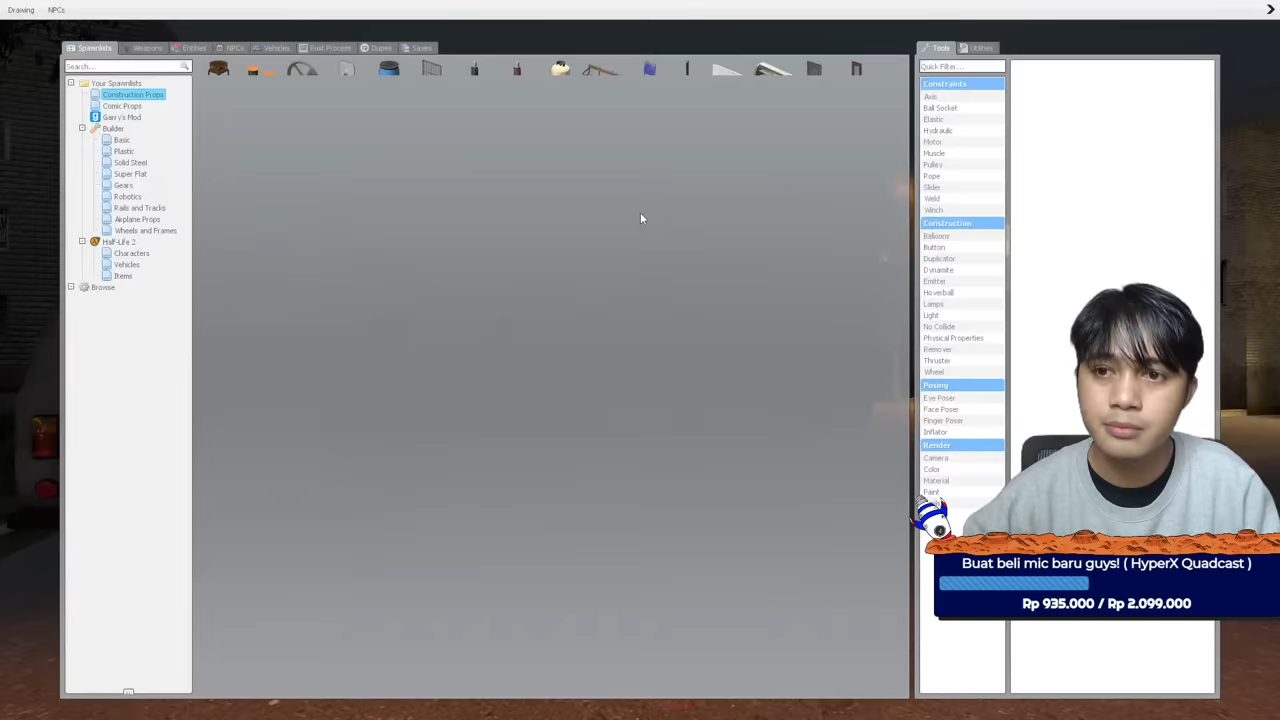 Drawing NPCs
Spawnlists Weapons Entities NPCs Vehicles Post Process Dupes Saves
Search...
Your Spawnlists
Construction Props
Comic Props
Garry's Mod
Builder
Basic
Plastic
Solid Steel
Super Flat
Gears
Robotics
Rails and Tracks
Airplane Props
Wheels and Frames
Half-Life 2
Characters
Vehicles
Items
Browse
Tools Utilities
Quick Filter...
Constraints
Axis
Ball Socket
Elastic
Hydraulic
Motor
Muscle
Pulley
Rope
Slider
Weld
Winch
Construction
Balloons
Button
Duplicator
Dynamite
Emitter
Hoverball
Lamps
Light
No Collide
Physical Properties
Remover
Thruster
Wheel
Posing
Eye Poser
Face Poser
Finger Poser
Inflator
Render
Camera
Color
Material
Paint
Buat beli mic baru guys! ( HyperX Quadcast )
Rp 935.000 / Rp 2.099.000